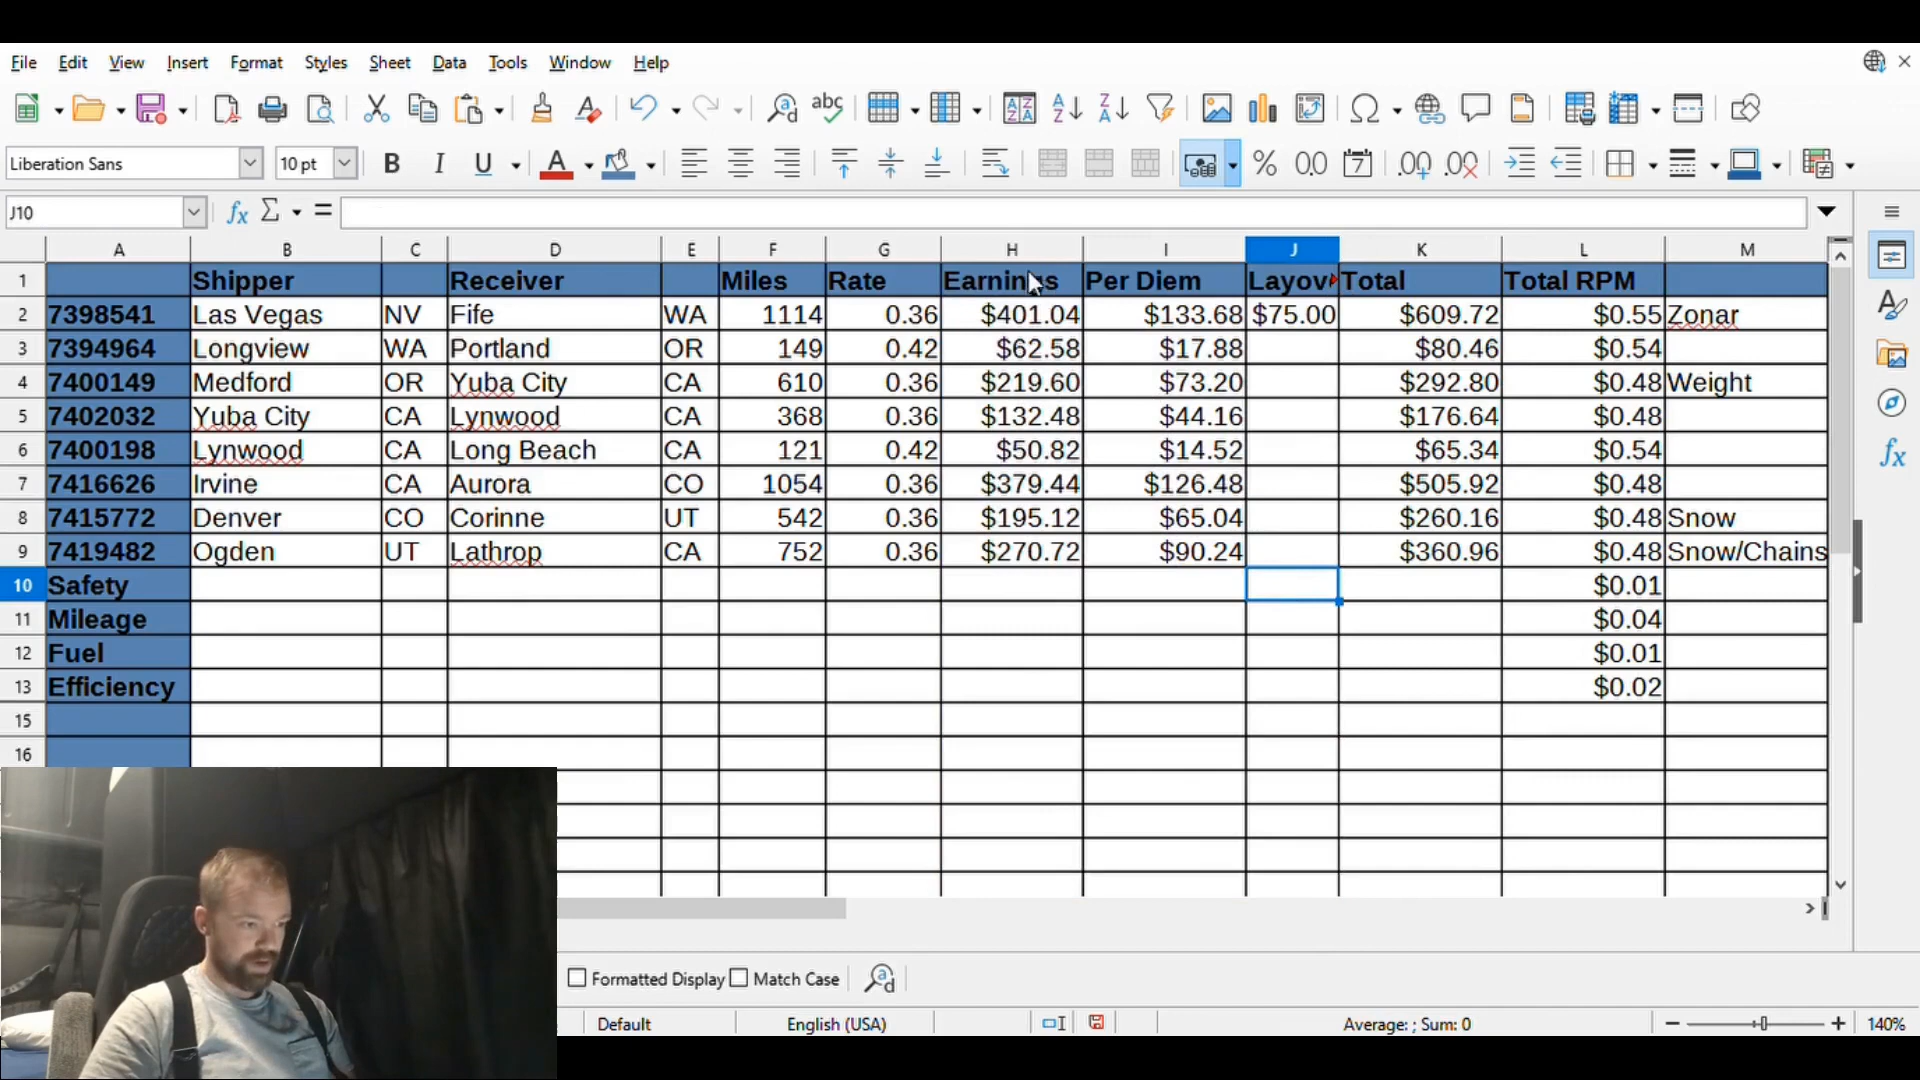 File Edit View Insert Format Styles Sheet Data Tools Window Help
Liberation Sans 10 pt B I U % 0.0 7 .00 .00
J10 fx Σ =
A B C D E F G H I J K L M
1 Shipper Receiver Miles Rate Earnings Per Diem Layov Total Total RPM
2 7398541 Las Vegas NV Fife WA 1114 0.36 $401.04 $133.68 $75.00 $609.72 $0.55 Zonar
3 7394964 Longview WA Portland OR 149 0.42 $62.58 $17.88 $80.46 $0.54
4 7400149 Medford OR Yuba City CA 610 0.36 $219.60 $73.20 $292.80 $0.48 Weight
5 7402032 Yuba City CA Lynwood CA 368 0.36 $132.48 $44.16 $176.64 $0.48
6 7400198 Lynwood CA Long Beach CA 121 0.42 $50.82 $14.52 $65.34 $0.54
7 7416626 Irvine CA Aurora CO 1054 0.36 $379.44 $126.48 $505.92 $0.48
8 7415772 Denver CO Corinne UT 542 0.36 $195.12 $65.04 $260.16 $0.48 Snow
9 7419482 Ogden UT Lathrop CA 752 0.36 $270.72 $90.24 $360.96 $0.48 Snow/Chains
10 Safety $0.01
11 Mileage $0.04
12 Fuel $0.01
13 Efficiency $0.02
15
16
Formatted Display Match Case
Default English (USA) Average: ; Sum: 0 140%